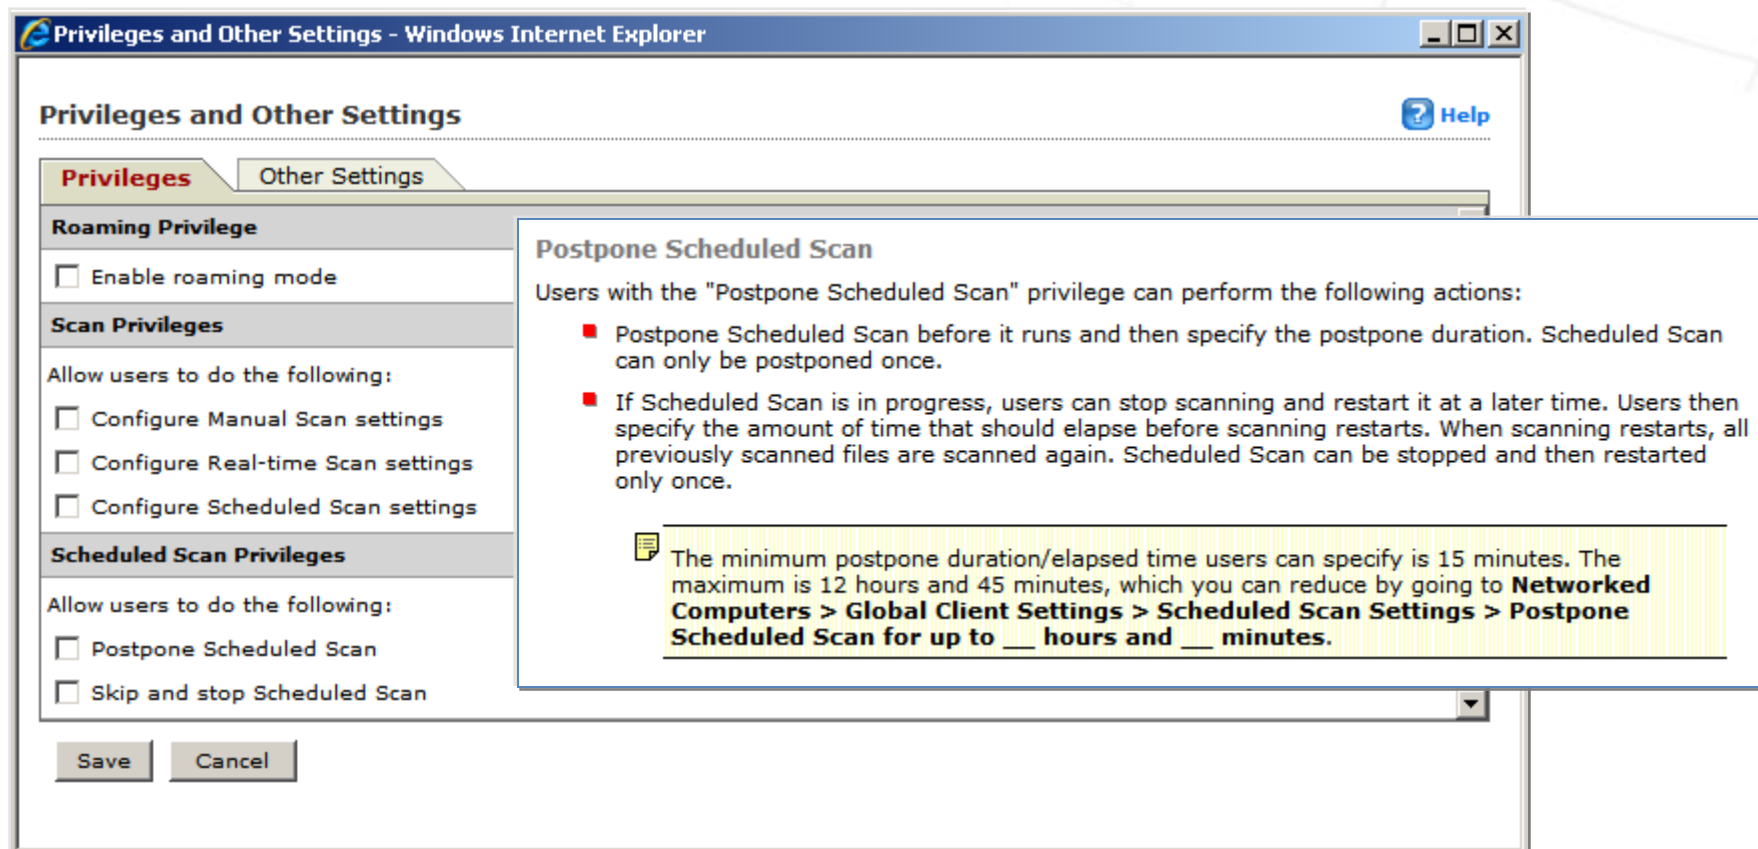 Privileges and Other Settings - Windows Internet Explorer
Privileges and Other Settings
Help
Privileges
Other Settings
Roaming Privilege
Enable roaming mode
Scan Privileges
Allow users to do the following:
Configure Manual Scan settings
Configure Real-time Scan settings
Configure Scheduled Scan settings
Scheduled Scan Privileges
Allow users to do the following:
Postpone Scheduled Scan
Skip and stop Scheduled Scan
Save
Cancel
Postpone Scheduled Scan
Users with the "Postpone Scheduled Scan" privilege can perform the following actions:
Postpone Scheduled Scan before it runs and then specify the postpone duration. Scheduled Scan
can only be postponed once.
If Scheduled Scan is in progress, users can stop scanning and restart it at a later time. Users then
specify the amount of time that should elapse before scanning restarts. When scanning restarts, all
previously scanned files are scanned again. Scheduled Scan can be stopped and then restarted
only once.
The minimum postpone duration/elapsed time users can specify is 15 minutes. The
maximum is 12 hours and 45 minutes, which you can reduce by going to Networked
Computers > Global Client Settings > Scheduled Scan Settings > Postpone
Scheduled Scan for up to __ hours and __ minutes.